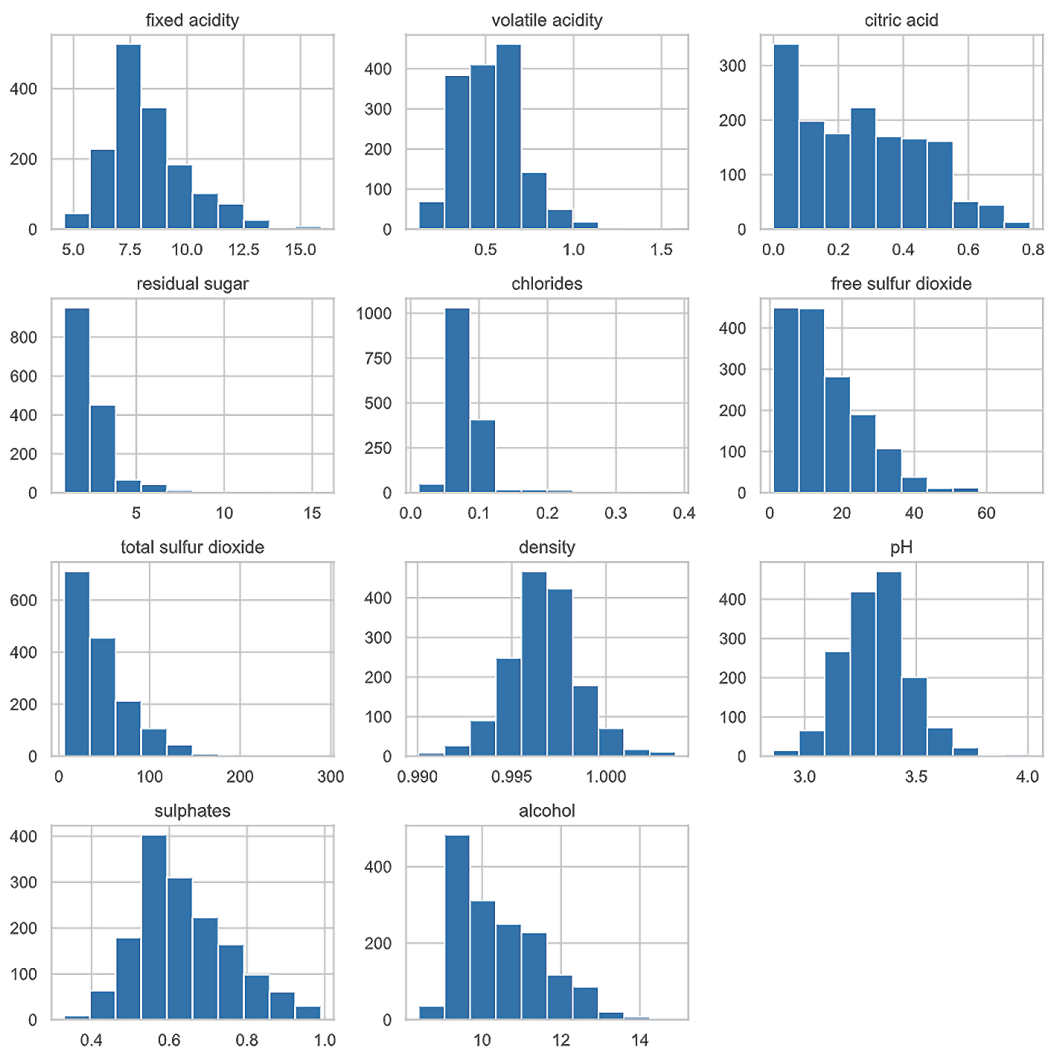 fixed acidity
400
200
0
5.0 7.5 10.0 12.5 15.0
volatile acidity
400
300
200
100
0
0.5 1.0 1.5
citric acid
300
200
100
0
0.0 0.2 0.4 0.6 0.8
residual sugar
800
600
400
200
0
5 10 15
chlorides
1000
750
500
250
0
0.0 0.1 0.2 0.3 0.4
free sulfur dioxide
400
300
200
100
0
0 20 40 60
total sulfur dioxide
600
400
200
0
0 100 200 300
density
400
300
200
100
0
0.990 0.995 1.000
pH
400
300
200
100
0
3.0 3.5 4.0
sulphates
400
300
200
100
0
0.4 0.6 0.8 1.0
alcohol
400
200
0
10 12 14